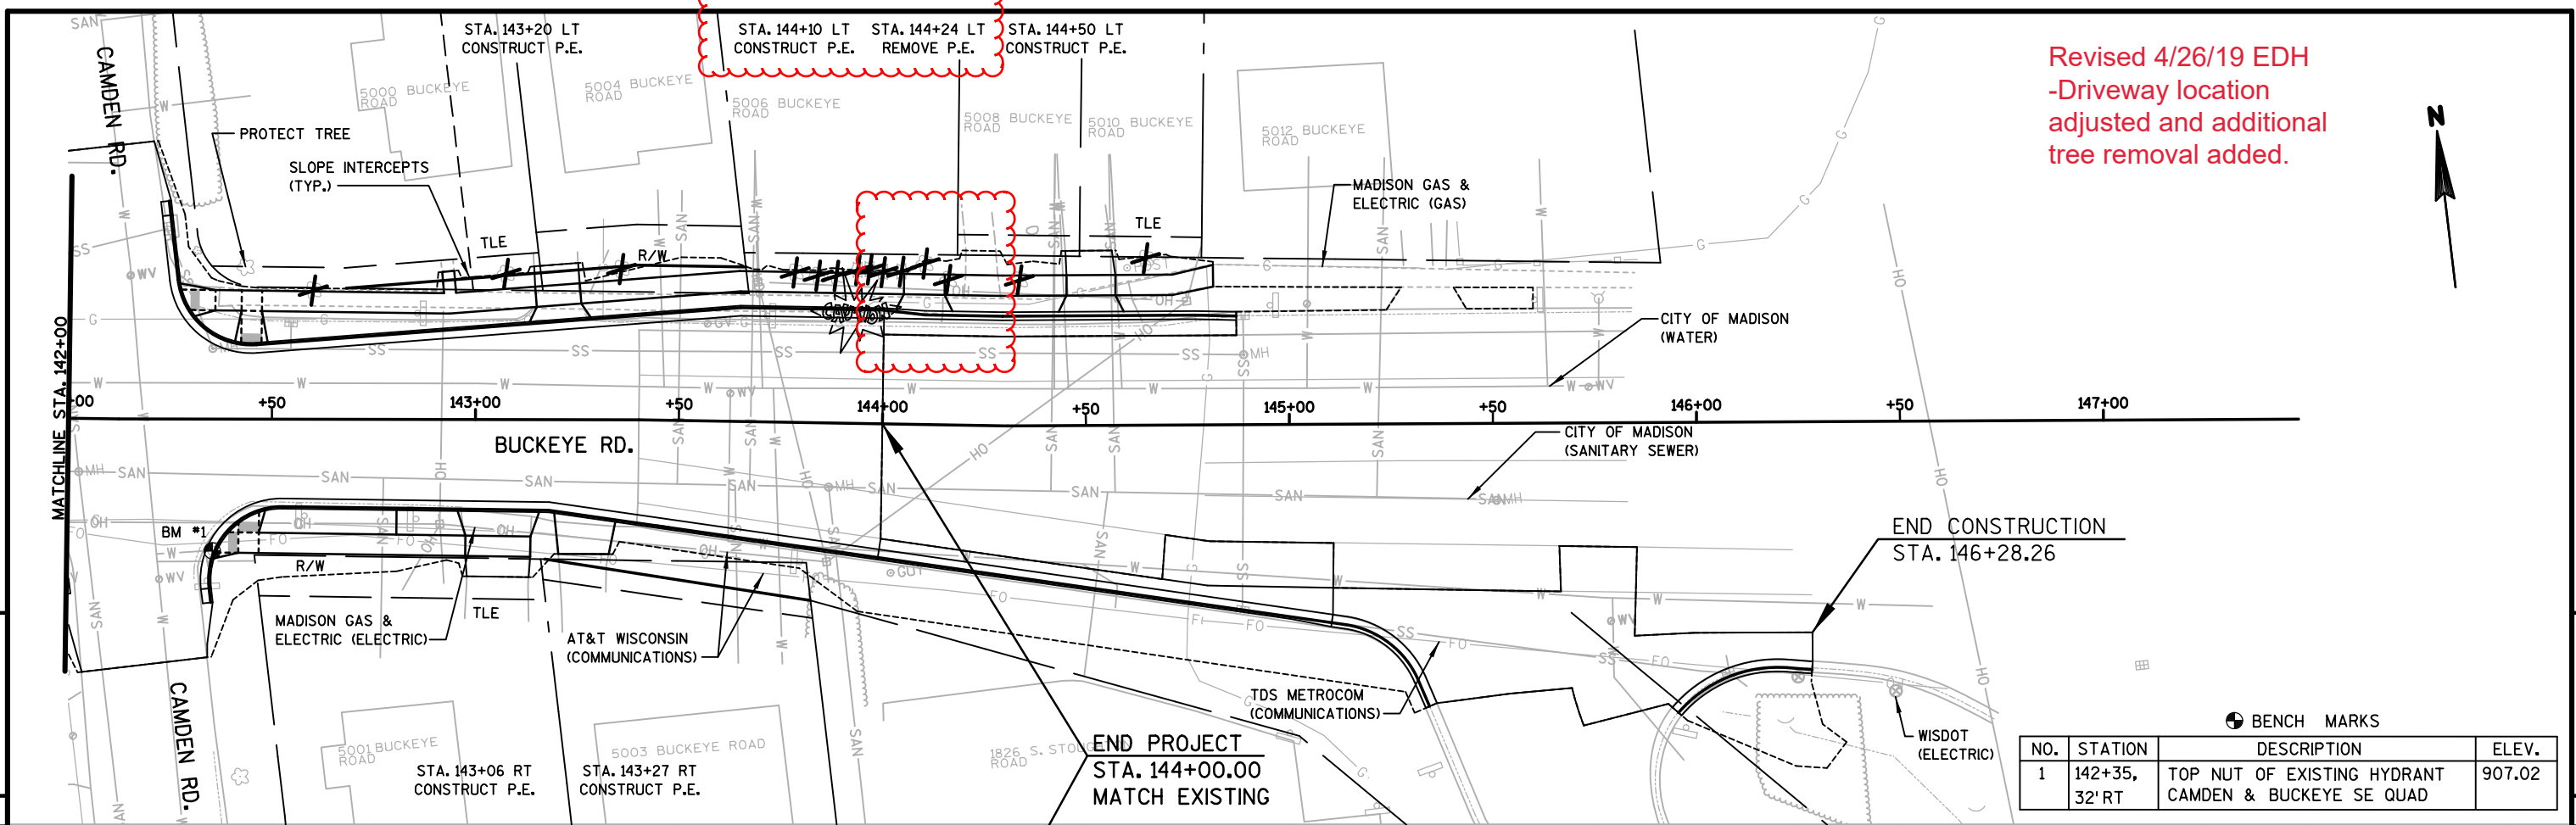 STA. 143+20 LT
CONSTRUCT P.E.
STA. 144+10 LT
CONSTRUCT P.E.
STA. 144+24 LT
REMOVE P.E.
STA. 144+50 LT
CONSTRUCT P.E.
Revised 4/26/19 EDH
-Driveway location
adjusted and additional
tree removal added.
N
SAN
CAMDEN RD.
5000 BUCKEYE
ROAD
5004 BUCKEYE
ROAD
5006 BUCKEYE
ROAD
5008 BUCKEYE
ROAD
5010 BUCKEYE
ROAD
5012 BUCKEYE
ROAD
PROTECT TREE
SLOPE INTERCEPTS
(TYP.)
MADISON GAS &
ELECTRIC (GAS)
TLE
R/W
TLE
CITY OF MADISON
(WATER)
MATCHLINE STA. 142+00
+00
+50
143+00
+50
144+00
+50
145+00
+50
146+00
+50
147+00
BUCKEYE RD.
CITY OF MADISON
(SANITARY SEWER)
BM #1
R/W
TLE
MADISON GAS &
ELECTRIC (ELECTRIC)
AT&T WISCONSIN
(COMMUNICATIONS)
END CONSTRUCTION
STA. 146+28.26
TDS METROCOM
(COMMUNICATIONS)
WISDOT
(ELECTRIC)
CAMDEN RD.
5001 BUCKEYE
ROAD
5003 BUCKEYE ROAD
1826 S.
ROAD
STA. 143+06 RT
CONSTRUCT P.E.
STA. 143+27 RT
CONSTRUCT P.E.
END PROJECT
STA. 144+00.00
MATCH EXISTING
BENCH MARKS
NO. STATION DESCRIPTION ELEV.
1 142+35, TOP NUT OF EXISTING HYDRANT 907.02
32' RT CAMDEN & BUCKEYE SE QUAD